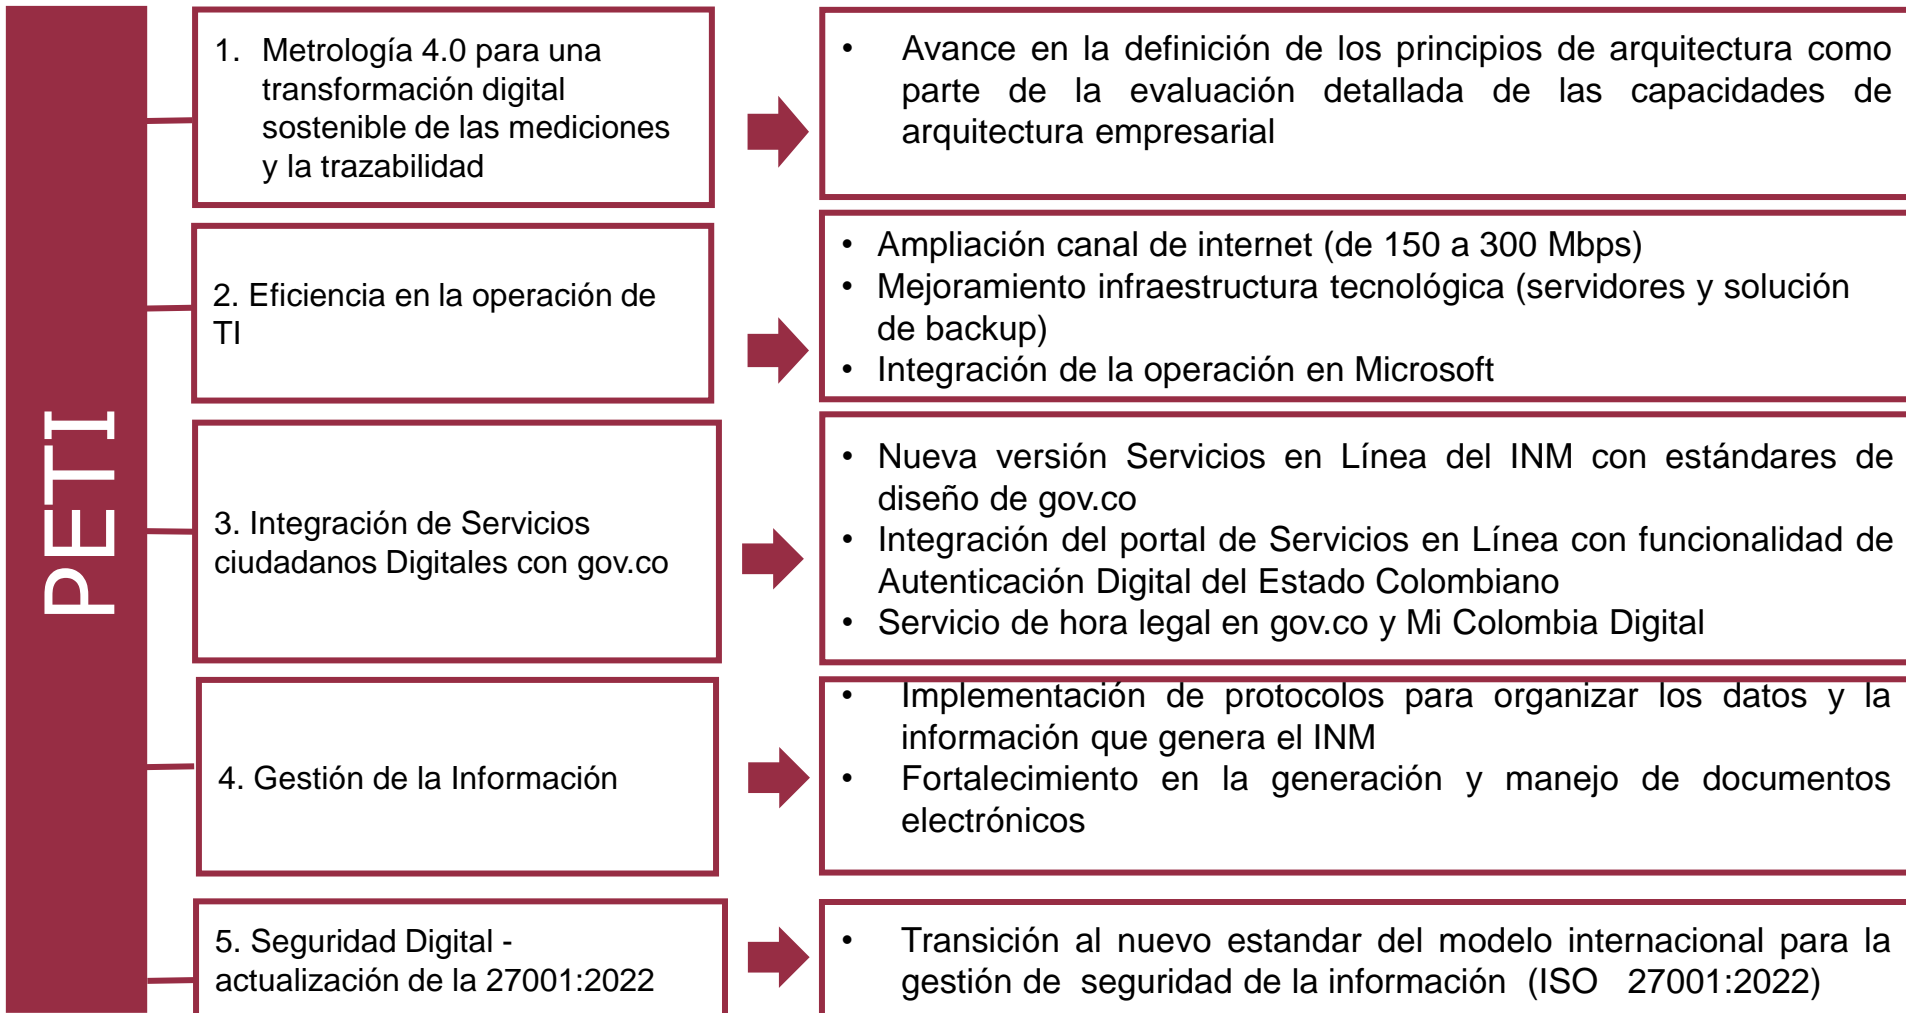 PETI
1. Metrología 4.0 para una
transformación digital
sostenible de las mediciones
y la trazabilidad
• Avance en la definición de los principios de arquitectura como
parte de la evaluación detallada de las capacidades de
arquitectura empresarial
2. Eficiencia en la operación de
TI
• Ampliación canal de internet (de 150 a 300 Mbps)
• Mejoramiento infraestructura tecnológica (servidores y solución
de backup)
• Integración de la operación en Microsoft
3. Integración de Servicios
ciudadanos Digitales con gov.co
• Nueva versión Servicios en Línea del INM con estándares de
diseño de gov.co
• Integración del portal de Servicios en Línea con funcionalidad de
Autenticación Digital del Estado Colombiano
• Servicio de hora legal en gov.co y Mi Colombia Digital
4. Gestión de la Información
• Implementación de protocolos para organizar los datos y la
información que genera el INM
• Fortalecimiento en la generación y manejo de documentos
electrónicos
5. Seguridad Digital -
actualización de la 27001:2022
• Transición al nuevo estandar del modelo internacional para la
gestión de seguridad de la información (ISO 27001:2022)